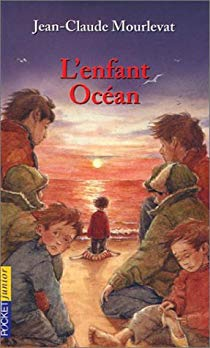 Jean-Claude Mourlevat
L'enfant
Océan
POCKET junior